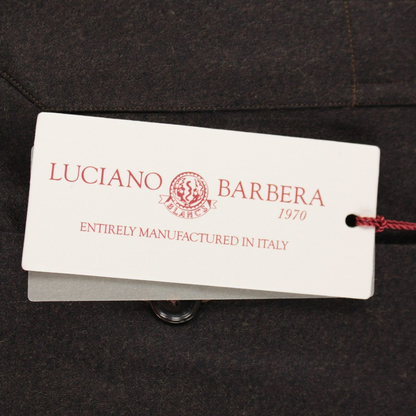 LUCIANO BARBERA
1970
ENTIRELY MANUFACTURED IN ITALY